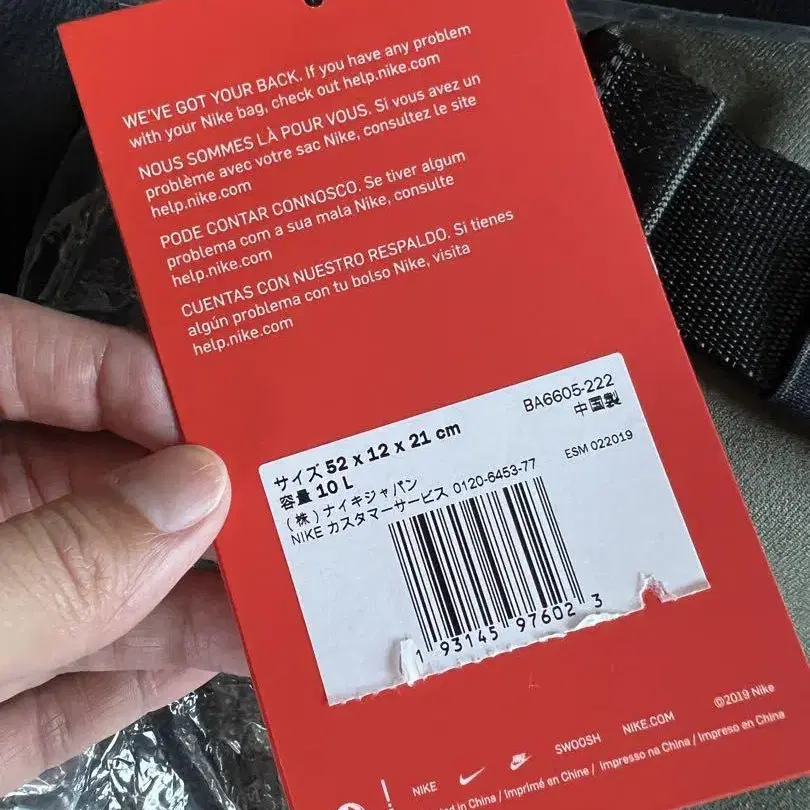 WE'VE GOT YOUR BACK. If you have any problem
with your Nike bag, check out help.nike.com
NOUS SOMMES LÀ POUR VOUS. Si vous avez un
problème avec votre sac Nike, consultez le site
help.nike.com
PODE CONTAR CONNOSCO. Se tiver algum
problema com a sua mala Nike, consulte
help.nike.com
CUENTAS CON NUESTRO RESPALDO. Si tienes
algún problema con tu bolso Nike, visita
help.nike.com
BA6605-222
中国製
サイズ 52 x 12 x 21 cm
容量 10 L
ESM 022019
(株)ナイキジャパン
NIKE カスタマーサービス 0120-6453-77
1 93145 97602 3
©2019 Nike
NIKE SWOOSH NIKE.COM
in China / Imprimé en Chine / Impresso na China / Impreso en China